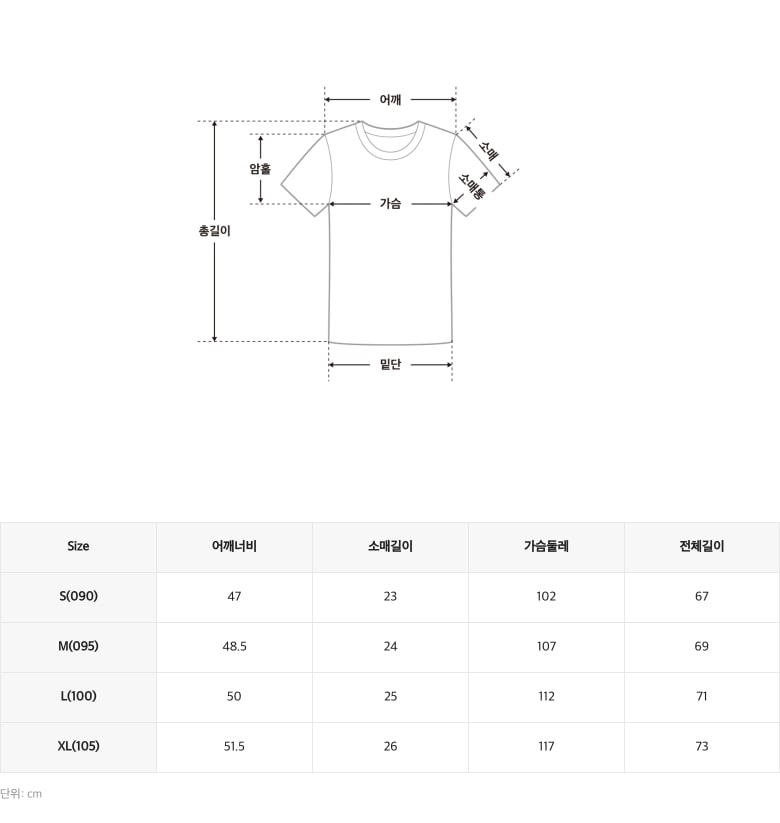 어깨
소매
암홀
소매통
가슴
총길이
밑단
Size 어깨너비 소매길이 가슴둘레 전체길이
S(090) 47 23 102 67
M(095) 48.5 24 107 69
L(100) 50 25 112 71
XL(105) 51.5 26 117 73
단위: cm